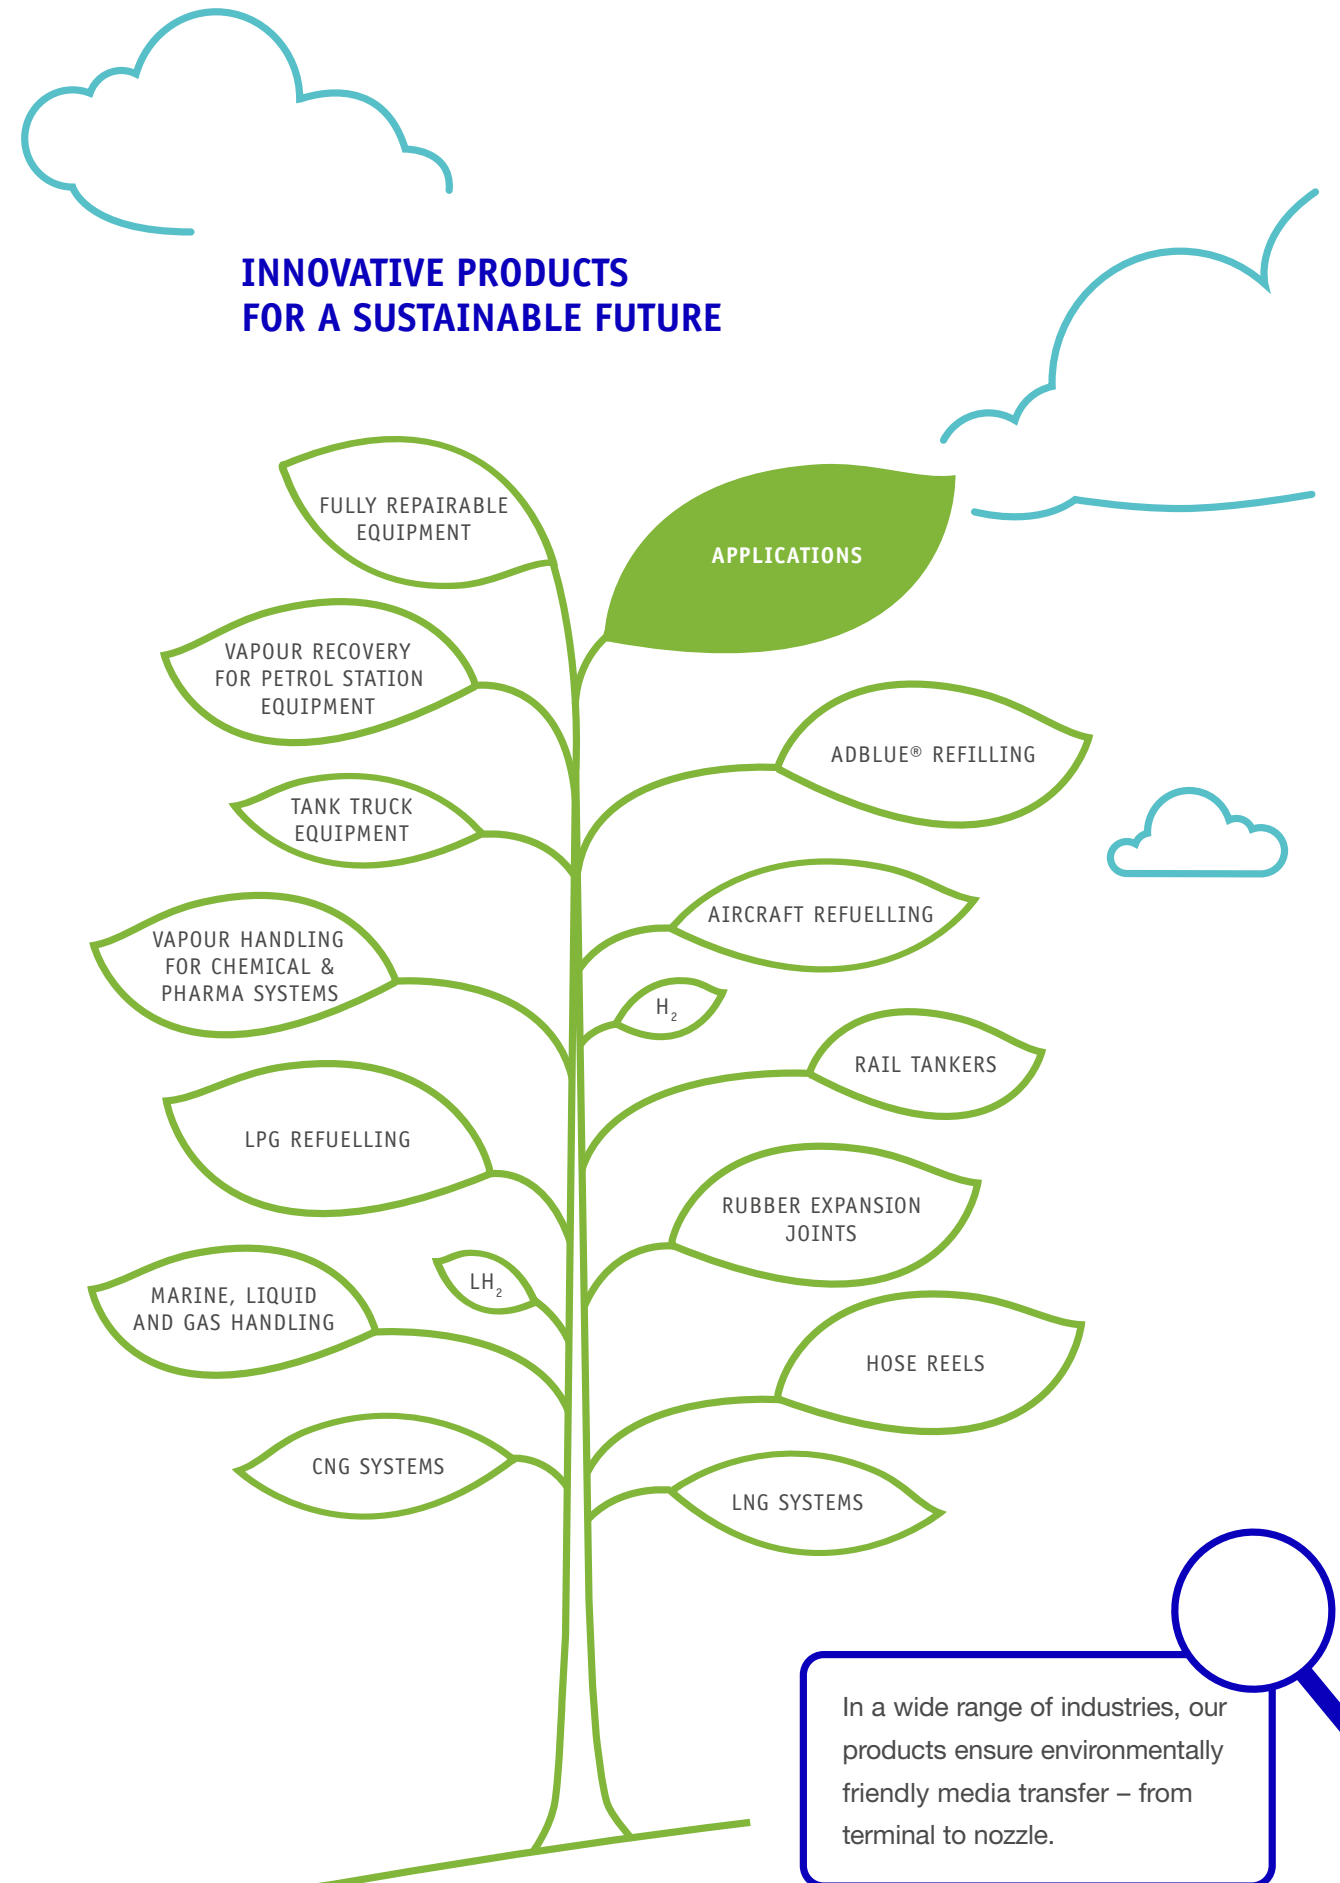 INNOVATIVE PRODUCTS
FOR A SUSTAINABLE FUTURE
FULLY REPAIRABLE
EQUIPMENT
APPLICATIONS
VAPOUR RECOVERY
FOR PETROL STATION
EQUIPMENT
ADBLUE® REFILLING
TANK TRUCK
EQUIPMENT
AIRCRAFT REFUELLING
VAPOUR HANDLING
FOR CHEMICAL &
PHARMA SYSTEMS
H₂
RAIL TANKERS
LPG REFUELLING
RUBBER EXPANSION
JOINTS
LH₂
MARINE, LIQUID
AND GAS HANDLING
HOSE REELS
CNG SYSTEMS
LNG SYSTEMS
In a wide range of industries, our
products ensure environmentally
friendly media transfer – from
terminal to nozzle.